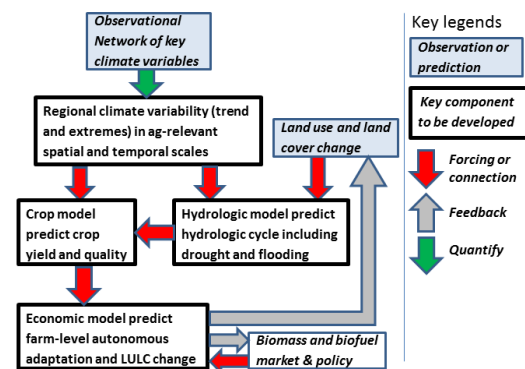 Observational
Network of key
climate variables
Regional climate variability (trend
and extremes) in ag-relevant
spatial and temporal scales
Land use and land
cover change
Crop model
predict crop
yield and quality
Hydrologic model predict
hydrologic cycle including
drought and flooding
Economic model predict
farm-level autonomous
adaptation and LULC change
Biomass and biofuel
market & policy
Key legends
Observation or
prediction
Key component
to be developed
Forcing or
connection
Feedback
Quantify